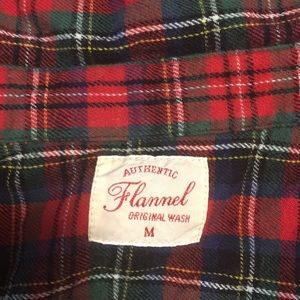 AUTHENTIC
Flannel
ORIGINAL WASH
M